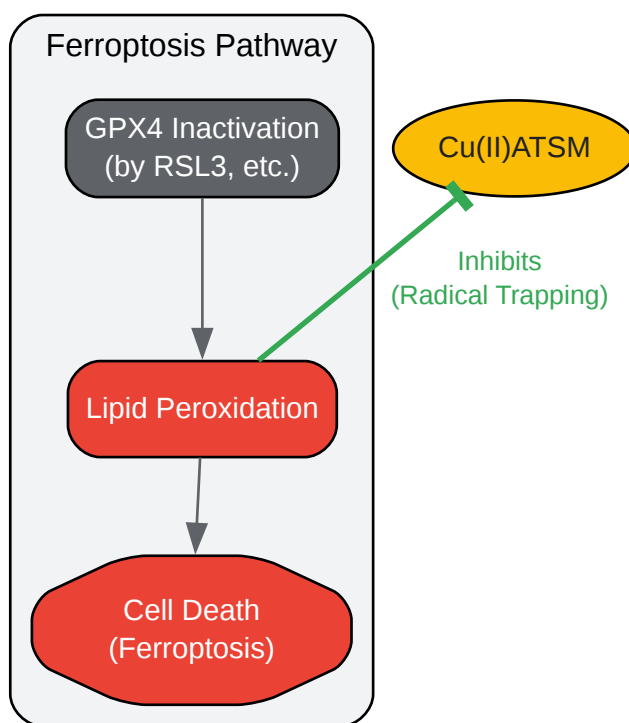 Ferroptosis Pathway
GPX4 Inactivation
(by RSL3, etc.)
Cu(II)ATSM
Inhibits
(Radical Trapping)
Lipid Peroxidation
Cell Death
(Ferroptosis)